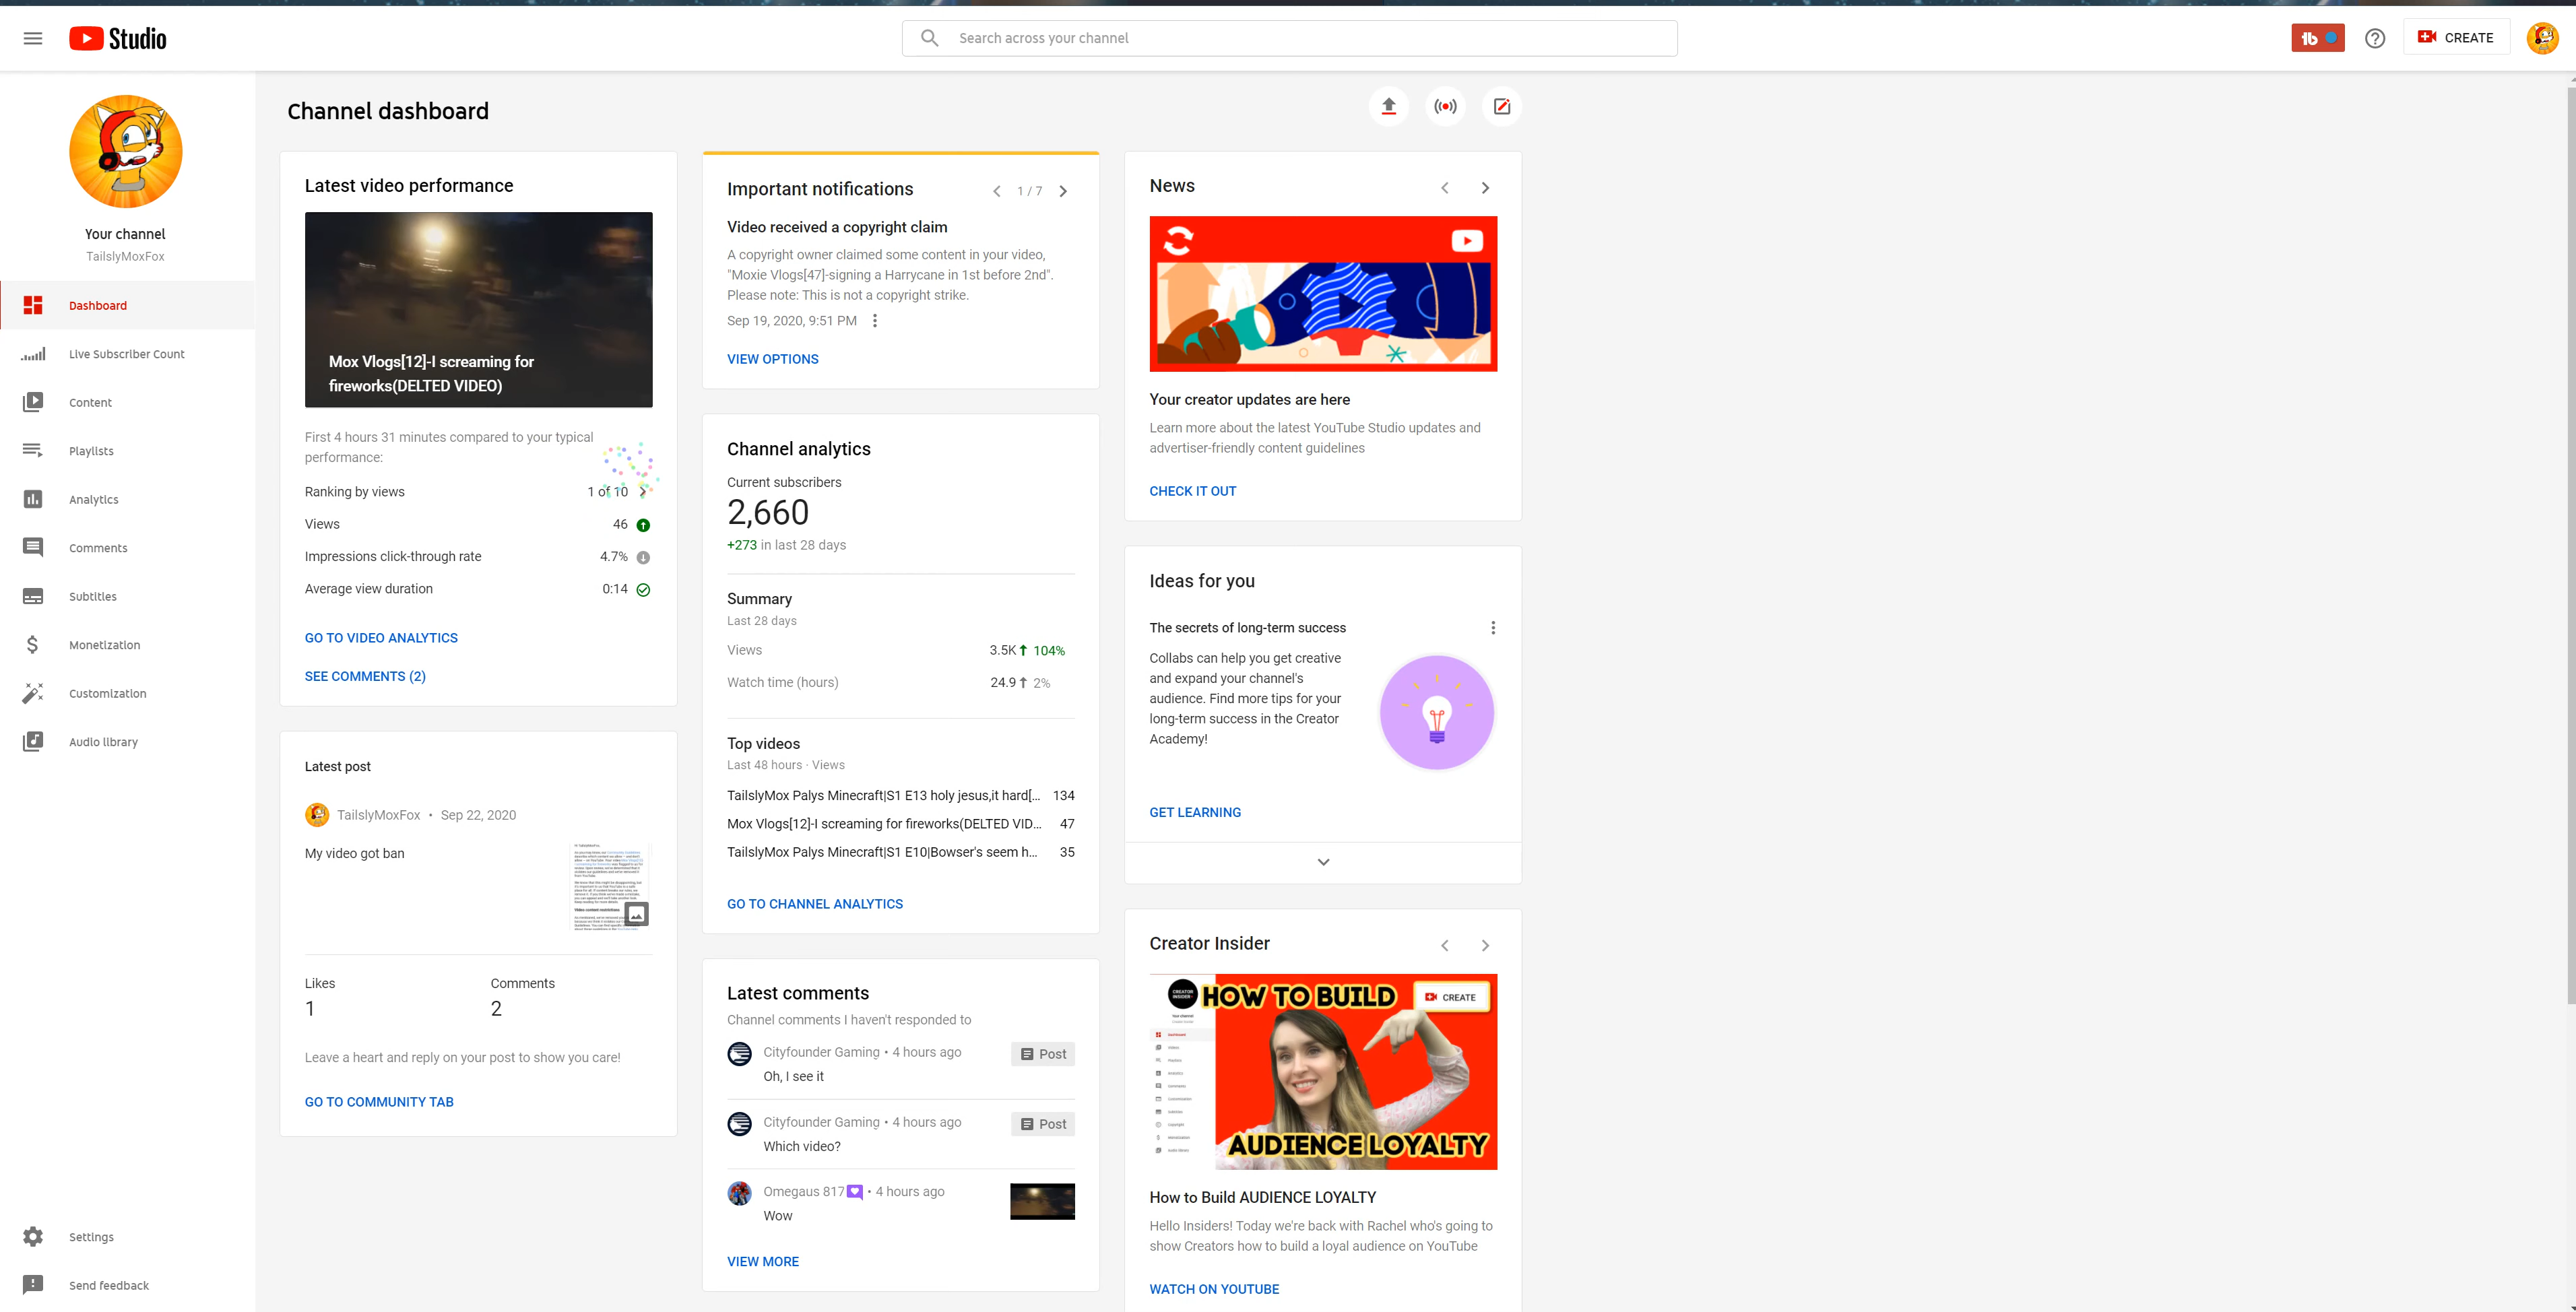 Studio
Search across your channel
CREATE
Your channel
TailslyMoxFox
Dashboard
Live Subscriber Count
Content
Playlists
Analytics
Comments
Subtitles
Monetization
Customization
Audio library
Settings
Send feedback
Channel dashboard
Latest video performance
Mox Vlogs[12]-I screaming for
fireworks(DELTED VIDEO)
First 4 hours 31 minutes compared to your typical
performance:
Ranking by views 1 of 10
Views 46
Impressions click-through rate 4.7%
Average view duration 0:14
GO TO VIDEO ANALYTICS
SEE COMMENTS (2)
Latest post
TailslyMoxFox • Sep 22, 2020
My video got ban
Likes Comments
1 2
Leave a heart and reply on your post to show you care!
GO TO COMMUNITY TAB
Important notifications 1 / 7
Video received a copyright claim
A copyright owner claimed some content in your video,
"Moxie Vlogs[47]-signing a Harrycane in 1st before 2nd".
Please note: This is not a copyright strike.
Sep 19, 2020, 9:51 PM
VIEW OPTIONS
Channel analytics
Current subscribers
2,660
+273 in last 28 days
Summary
Last 28 days
Views 3.5K 104%
Watch time (hours) 24.9 2%
Top videos
Last 48 hours · Views
TailslyMox Palys Minecraft|S1 E13 holy jesus,it hard[... 134
Mox Vlogs[12]-I screaming for fireworks(DELTED VID... 47
TailslyMox Palys Minecraft|S1 E10|Bowser's seem h... 35
GO TO CHANNEL ANALYTICS
Latest comments
Channel comments I haven't responded to
Cityfounder Gaming • 4 hours ago Post
Oh, I see it
Cityfounder Gaming • 4 hours ago Post
Which video?
Omegaus 817 • 4 hours ago
Wow
VIEW MORE
News
Your creator updates are here
Learn more about the latest YouTube Studio updates and
advertiser-friendly content guidelines
CHECK IT OUT
Ideas for you
The secrets of long-term success
Collabs can help you get creative
and expand your channel's
audience. Find more tips for your
long-term success in the Creator
Academy!
GET LEARNING
Creator Insider
CREATOR INSIDER
HOW TO BUILD
CREATE
AUDIENCE LOYALTY
How to Build AUDIENCE LOYALTY
Hello Insiders! Today we're back with Rachel who's going to
show Creators how to build a loyal audience on YouTube
WATCH ON YOUTUBE